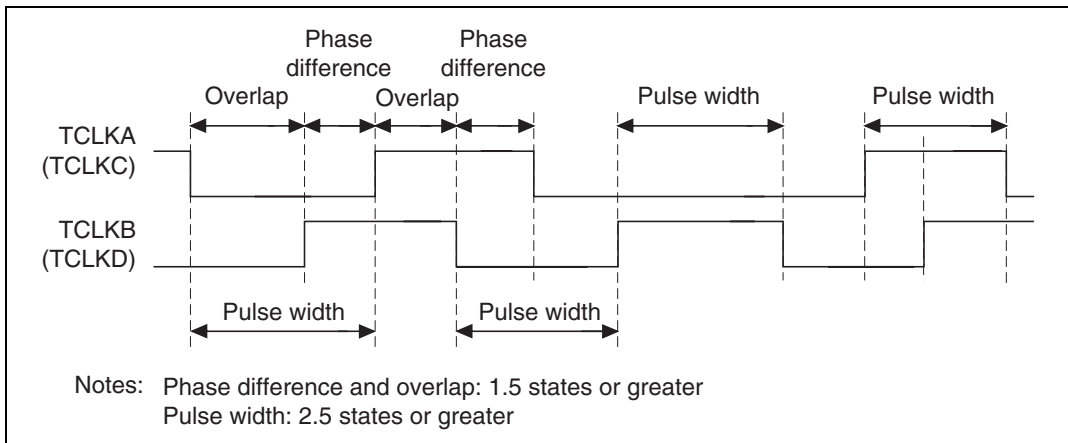 Phase difference
Phase difference
Overlap
Overlap
Pulse width
Pulse width
TCLKA
(TCLKC)
TCLKB
(TCLKD)
Pulse width
Pulse width
Notes: Phase difference and overlap: 1.5 states or greater
Pulse width: 2.5 states or greater